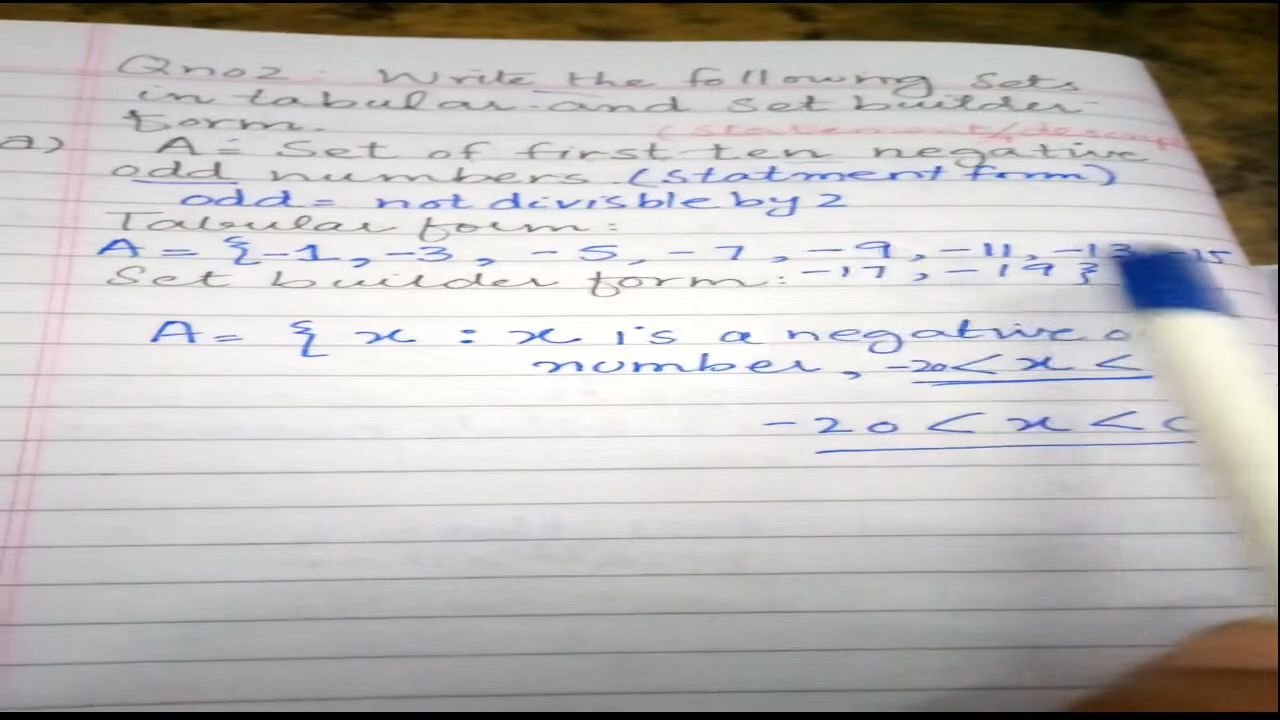 Qno2. Write the following Sets
in tabular and set builder
form.
(statement/descrip
a) A = Set of first ten negative
odd numbers. (statment form)
odd = not divisble by 2
Tabular form:
A = {-1, -3, -5, -7, -9, -11, -13, -15
-17, -19}
Set builder form:
A = { x : x is a negative
number, -20 < x <
-20 < x <